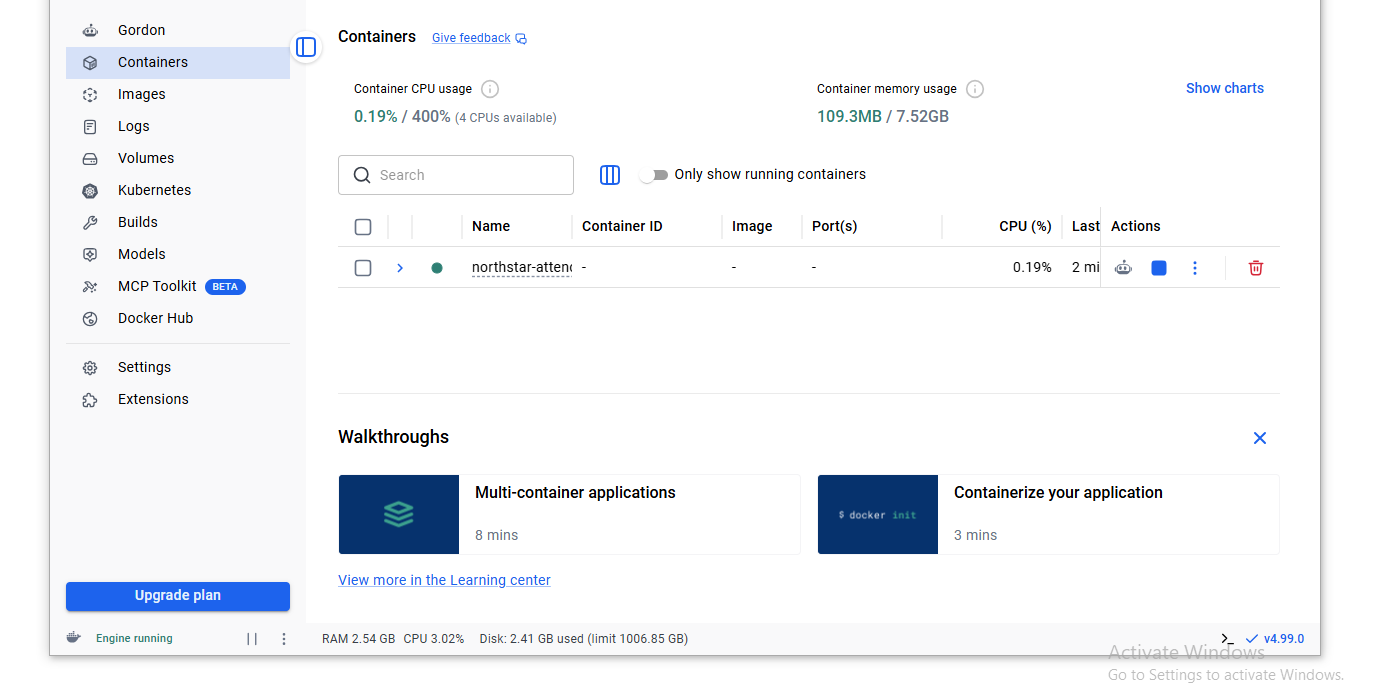 Gordon
Containers
Images
Logs
Volumes
Kubernetes
Builds
Models
MCP Toolkit BETA
Docker Hub
Settings
Extensions
Upgrade plan
Containers Give feedback
Container CPU usage
0.19% / 400% (4 CPUs available)
Container memory usage
109.3MB / 7.52GB
Show charts
Search
Only show running containers
Name Container ID Image Port(s) CPU (%) Last Actions
northstar-atten - - - 0.19% 2 mi
Walkthroughs
Multi-container applications
8 mins
$ docker init
Containerize your application
3 mins
View more in the Learning center
Engine running
RAM 2.54 GB CPU 3.02% Disk: 2.41 GB used (limit 1006.85 GB)
v4.99.0
Activate Windows
Go to Settings to activate Windows.